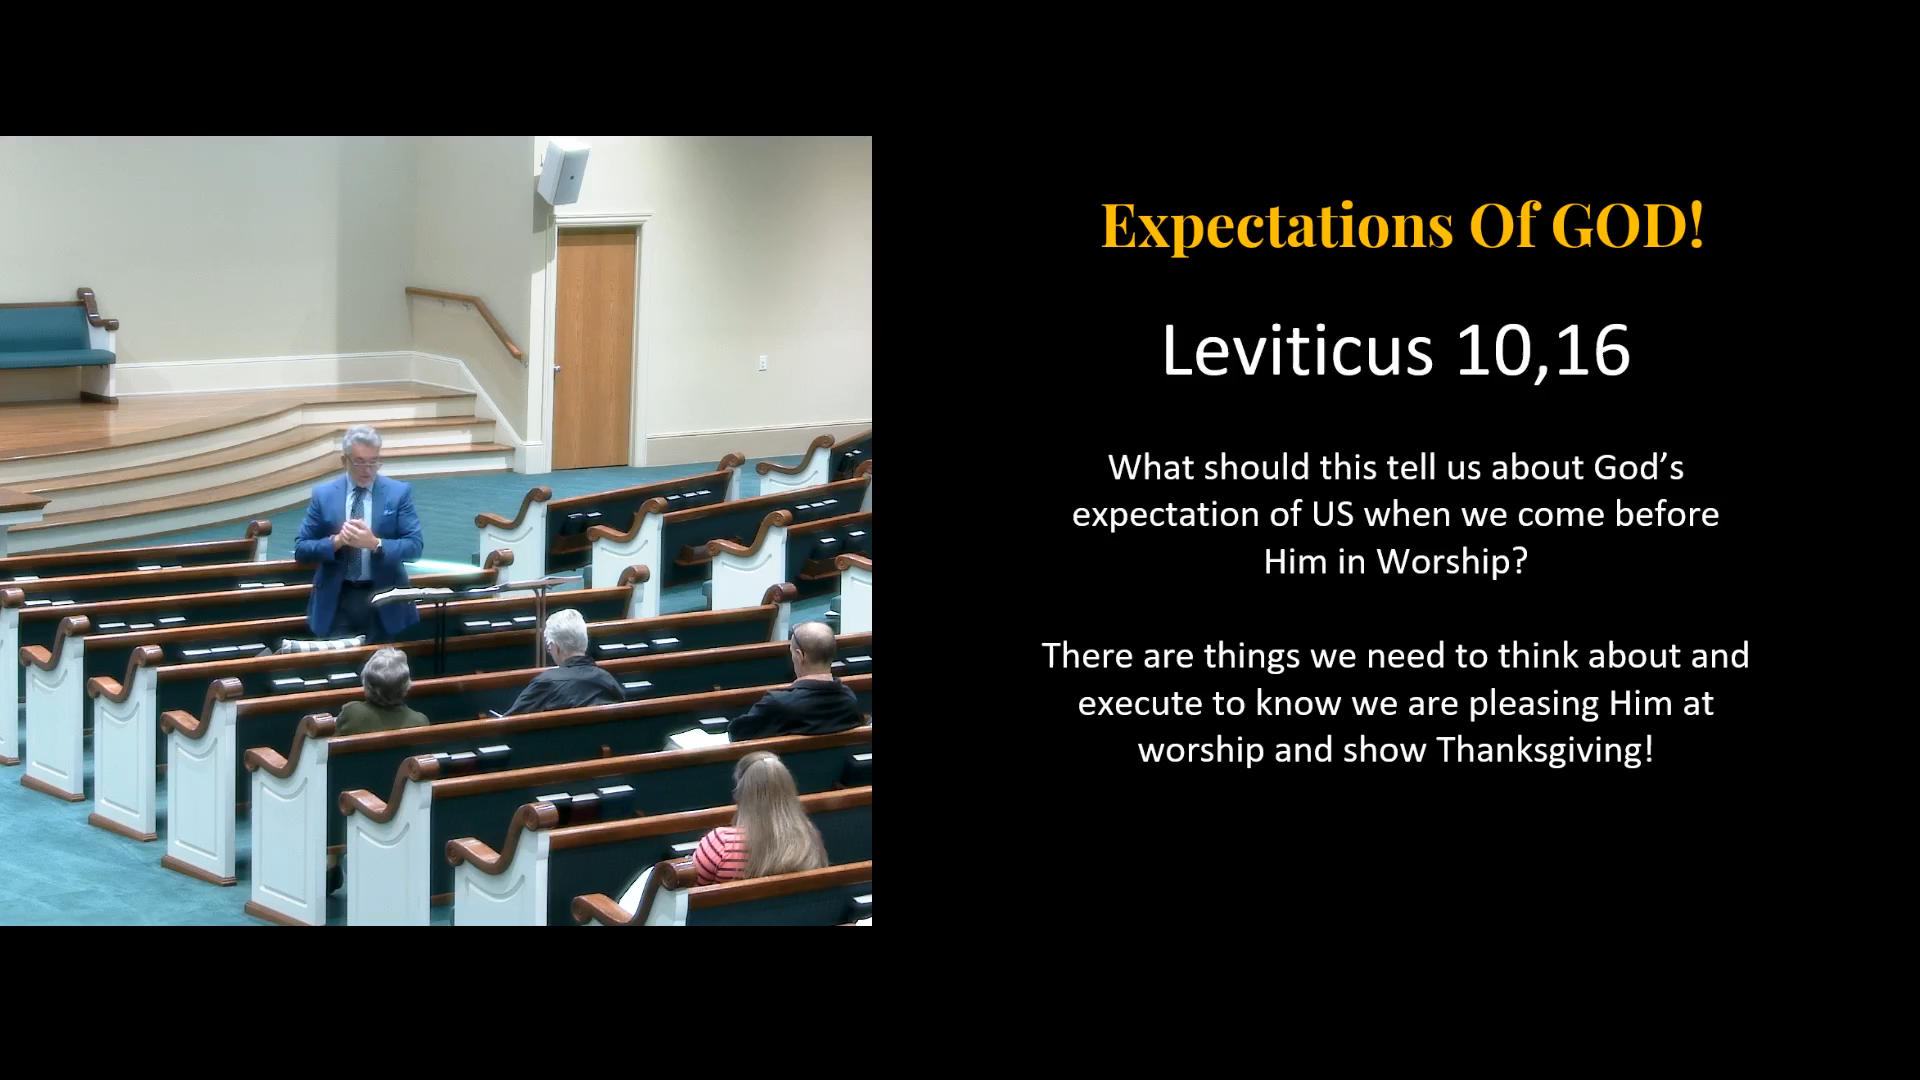 Expectations Of GOD!
Leviticus 10,16
What should this tell us about God’s
expectation of US when we come before
Him in Worship?
There are things we need to think about and
execute to know we are pleasing Him at
worship and show Thanksgiving!